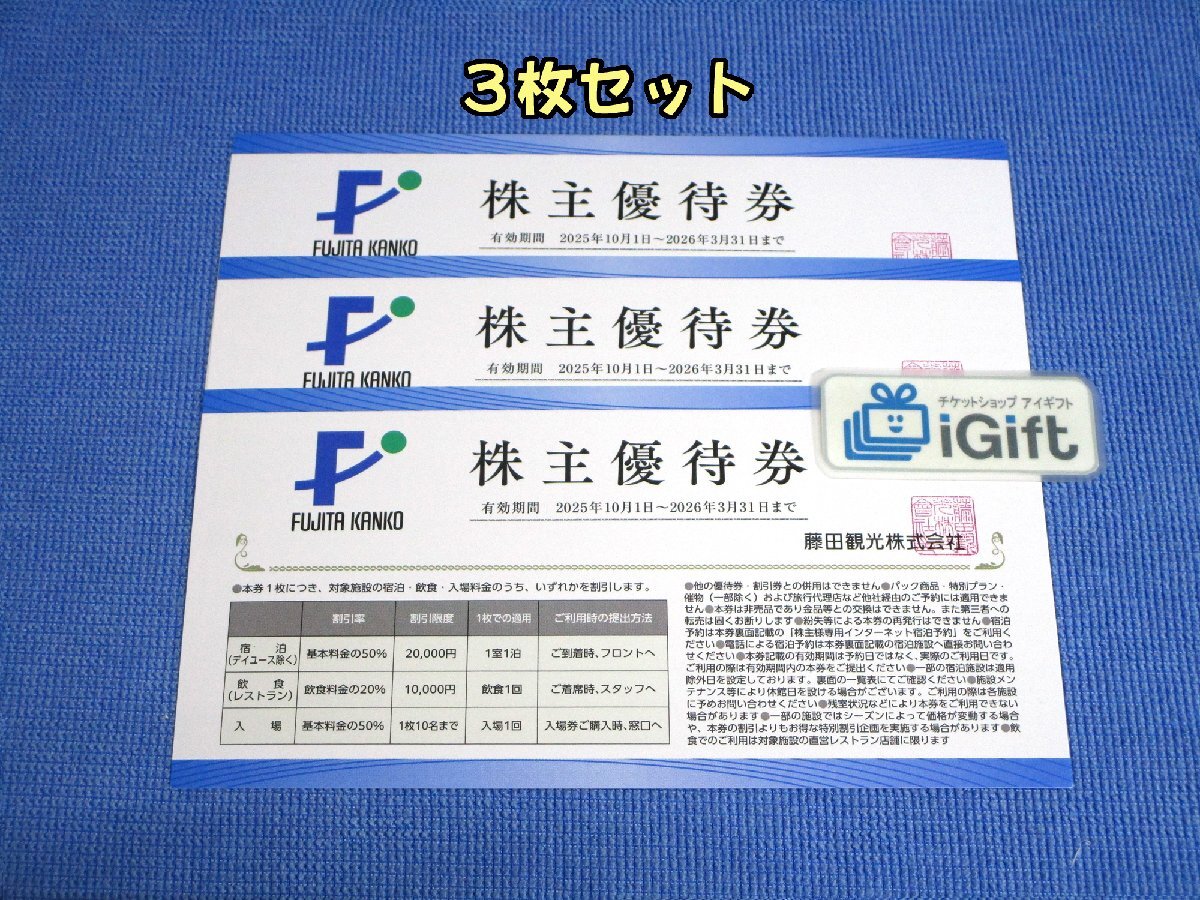 3枚セット
株主優待券
有効期間 2025年10月1日～2026年3月31日まで
FUJITA KANKO
株主優待券
有効期間 2025年10月1日～2026年3月31日まで
FUJITA KANKO
チケットショップ アイギフト
iGift
株主優待券
有効期間 2025年10月1日～2026年3月31日まで
FUJITA KANKO
藤田観光株式会社
●本券1枚につき、対象施設の宿泊・飲食・入場料金のうち、いずれかを割引します。
割引率 割引限度 1枚での適用 ご利用時の提出方法
宿泊(デイユース除く) 基本料金の50% 20,000円 1室1泊 ご到着時、フロントへ
飲食(レストラン) 飲食料金の20% 10,000円 飲食1回 ご着席時、スタッフへ
入場 基本料金の50% 1枚10名まで 入場1回 入場券ご購入時、窓口へ
●他の優待券・割引券との併用はできません●パック商品・特別プラン・
催物（一部除く）および旅行代理店など他社経由のご予約には適用できま
せん●本券は非売品であり金品等との交換はできません。また第三者への
転売は固くお断りします●紛失等による本券の再発行はできません●宿泊
予約は本券裏面記載の「株主様専用インターネット宿泊予約」をご利用く
ださい●電話による宿泊予約は本券裏面記載の宿泊施設へ直接お問い合わ
せください●本券記載の有効期間は予約日ではなく、実際のご利用日です。
ご利用の際は有効期間内の本券をご提出ください●一部の宿泊施設は適用
除外日を設定しております。裏面の一覧表にてご確認ください●施設メン
テナンス等により休館日を設ける場合がございます。ご利用の際は各施設
に予めお問い合わせください●残室状況などにより本券をご利用できない
場合があります●一部の施設ではシーズンによって価格が変動する場合
や、本券の割引よりもお得な特別割引企画を実施する場合があります●飲
食でのご利用は対象施設の直営レストラン店舗に限ります